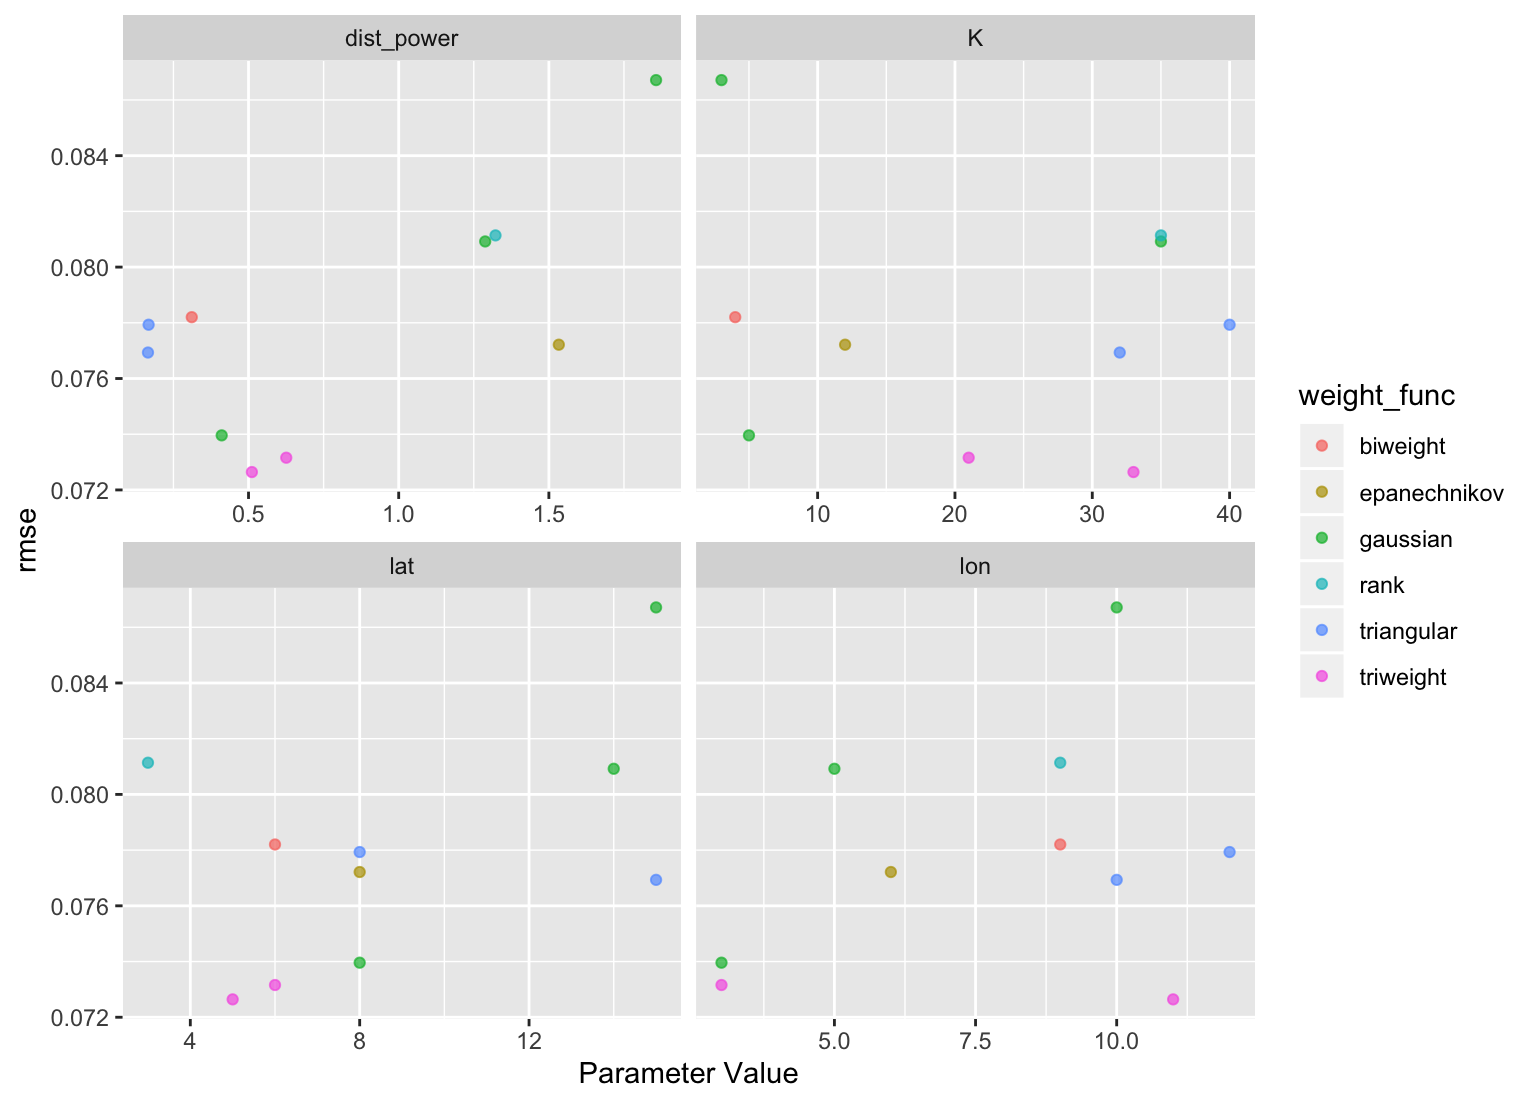 dist_power
K
0.084
0.080
0.076
0.072
0.5 1.0 1.5
10 20 30 40
lat
lon
0.084
0.080
0.076
0.072
4 8 12
5.0 7.5 10.0
rmse
Parameter Value
weight_func
biweight
epanechnikov
gaussian
rank
triangular
triweight